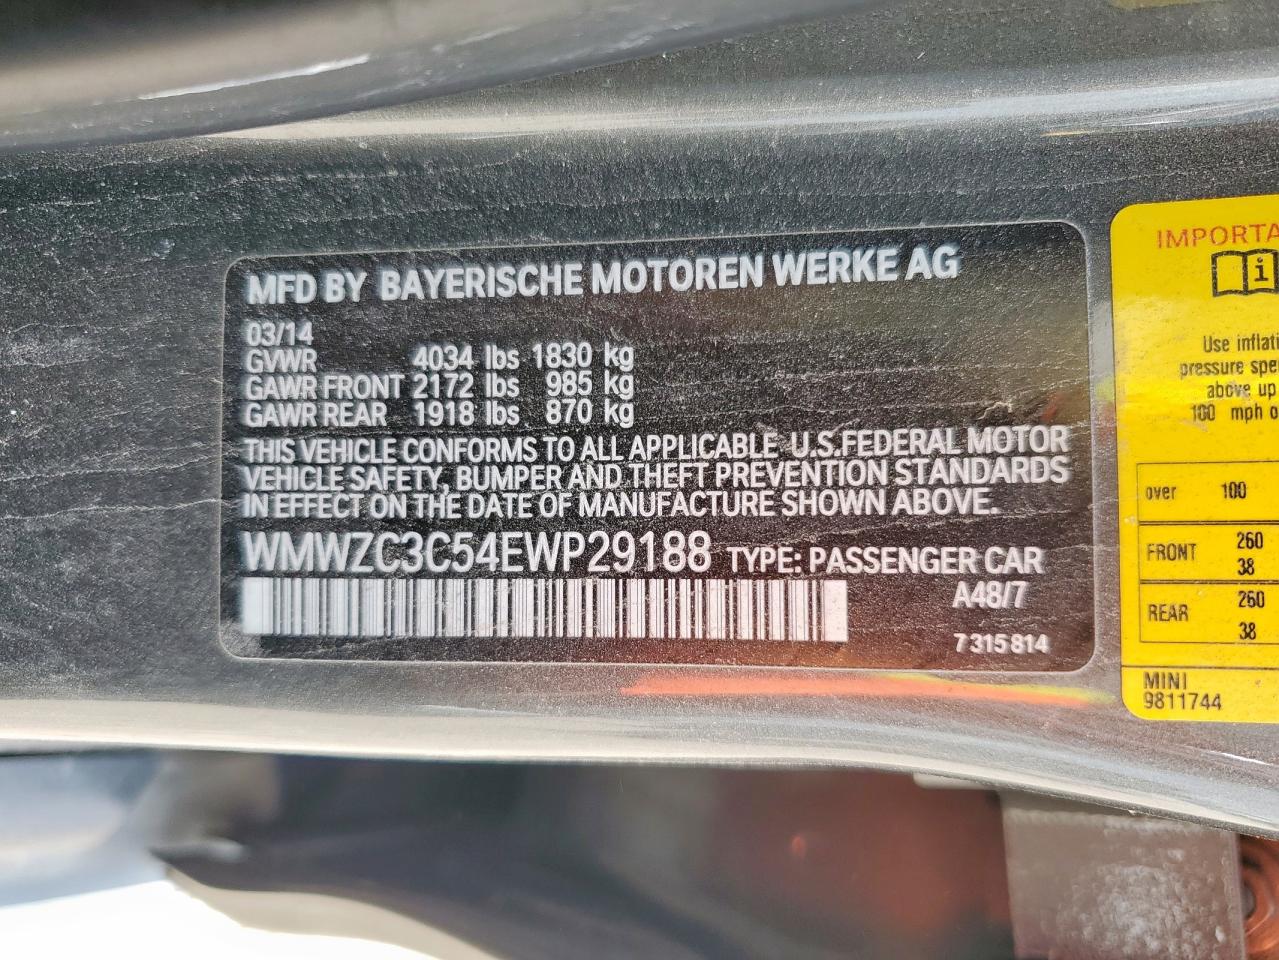 MFD BY BAYERISCHE MOTOREN WERKE AG
03/14
GVWR 4034 lbs 1830 kg
GAWR FRONT 2172 lbs 985 kg
GAWR REAR 1918 lbs 870 kg
THIS VEHICLE CONFORMS TO ALL APPLICABLE U.S.FEDERAL MOTOR
VEHICLE SAFETY, BUMPER AND THEFT PREVENTION STANDARDS
IN EFFECT ON THE DATE OF MANUFACTURE SHOWN ABOVE.
WMWZC3C54EWP29188 TYPE: PASSENGER CAR
A48/7
7 315 814
IMPORTA
i
Use inflati
pressure spe
above up
100 mph o
over 100
FRONT 260
38
REAR 260
38
MINI
9811744